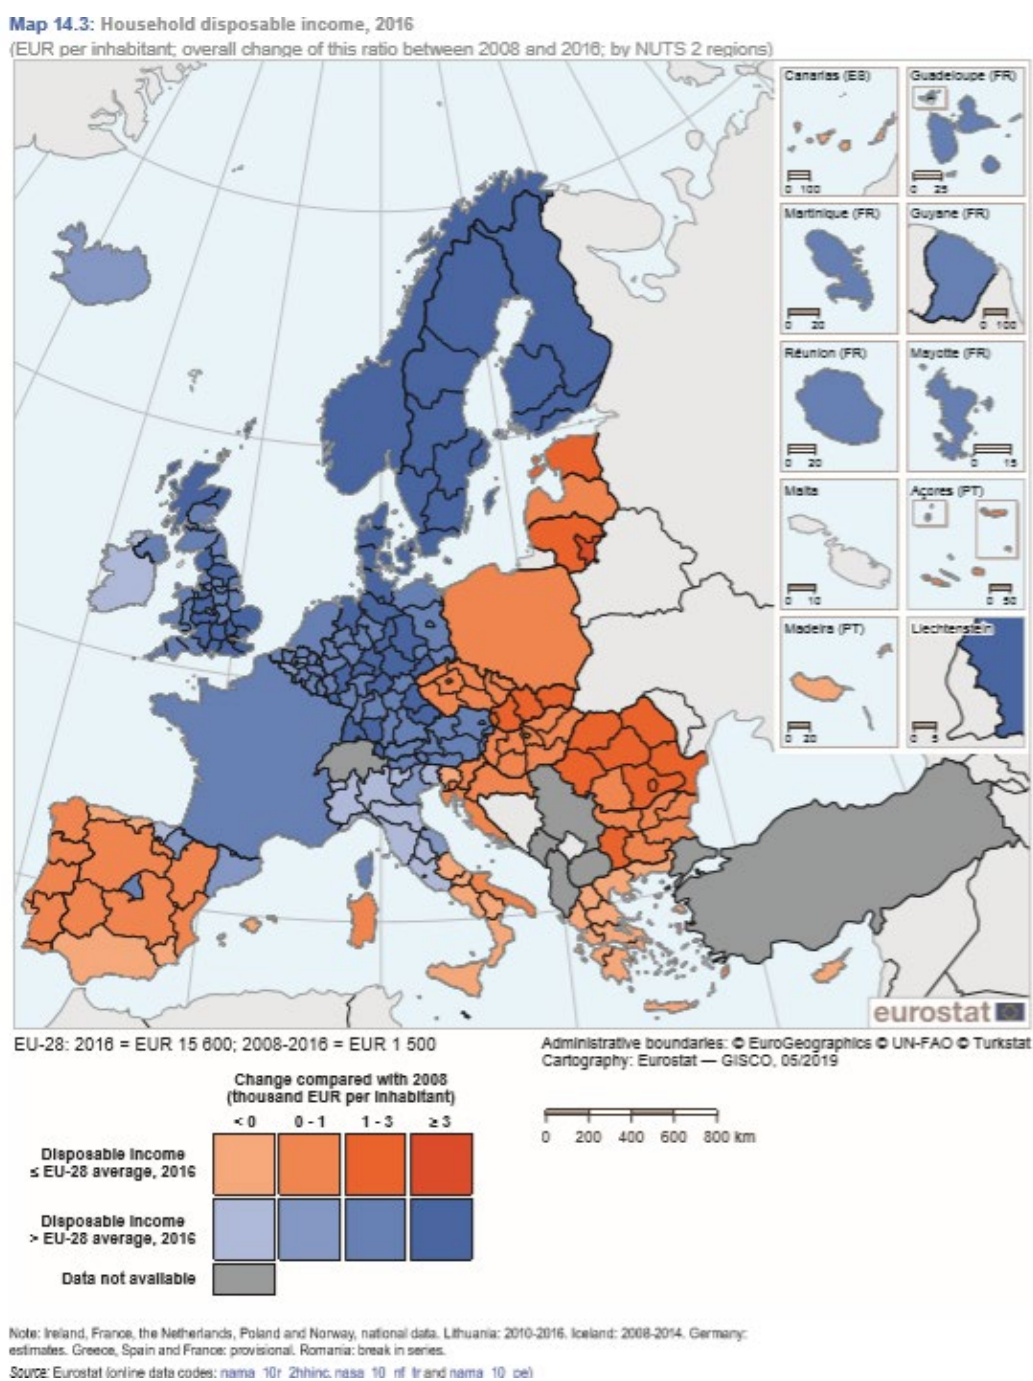 Map 14.3: Household disposable income, 2016
(EUR per inhabitant; overall change of this ratio between 2008 and 2016; by NUTS 2 regions)
Canarias (ES)
0 100
Guadeloupe (FR)
0 25
Martinique (FR)
0 20
Guyane (FR)
0 100
Réunion (FR)
0 20
Mayotte (FR)
0 15
Malta
0 10
Açores (PT)
0 50
Madeira (PT)
0 20
Liechtenstein
0 5
eurostat
EU-28: 2016 = EUR 15 600; 2008-2016 = EUR 1 500
Administrative boundaries: © EuroGeographics © UN-FAO © Turkstat
Cartography: Eurostat — GISCO, 05/2019
Change compared with 2008
(thousand EUR per inhabitant)
< 0 0 - 1 1 - 3 ≥ 3
Disposable income
≤ EU-28 average, 2016
Disposable income
> EU-28 average, 2016
Data not available
0 200 400 600 800 km
Note: Ireland, France, the Netherlands, Poland and Norway, national data. Lithuania: 2010-2016. Iceland: 2008-2014. Germany:
estimates. Greece, Spain and France: provisional. Romania: break in series.
Source: Eurostat (online data codes: nama_10r_2hhinc, nasa_10_nf_tr and nama_10_pe)